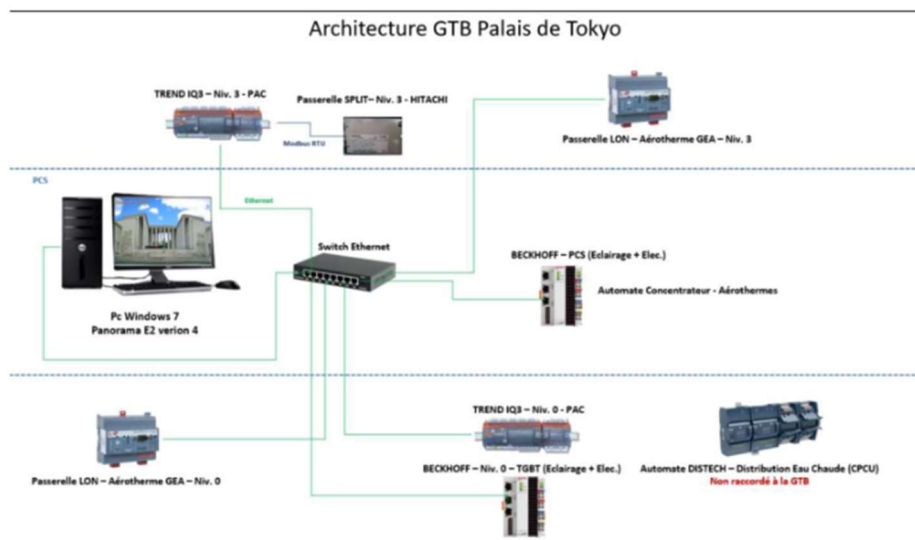 Architecture GTB Palais de Tokyo
TREND IQ3 – Niv. 3 - PAC
Passerelle SPLIT– Niv. 3 - HITACHI
Modbus RTU
Passerelle LON – Aérotherme GEA – Niv. 3
PCS
Ethernet
Switch Ethernet
BECKHOFF – PCS (Eclairage + Elec.)
Automate Concentrateur - Aérothermes
Pc Windows 7
Panorama E2 verion 4
TREND IQ3 – Niv. 0 - PAC
BECKHOFF – Niv. 0 – TGBT (Eclairage + Elec.)
Passerelle LON – Aérotherme GEA – Niv. 0
Automate DISTECH – Distribution Eau Chaude (CPCU)
Non raccordé à la GTB